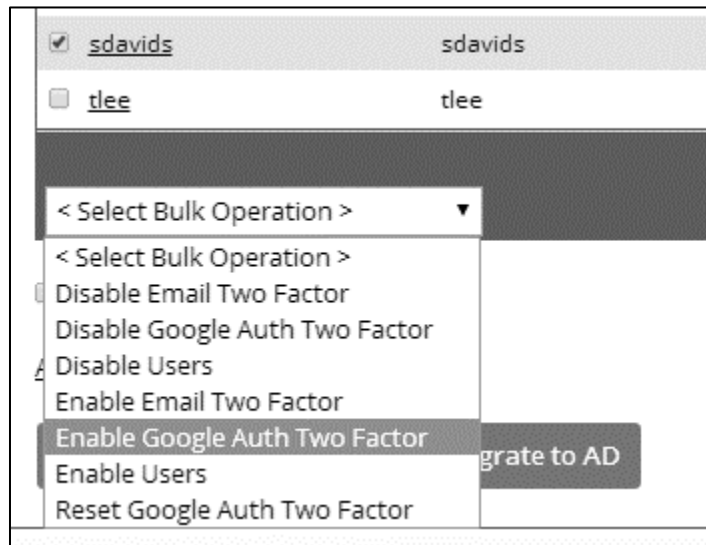 sdavids sdavids
tlee tlee
< Select Bulk Operation >
< Select Bulk Operation >
Disable Email Two Factor
Disable Google Auth Two Factor
Disable Users
Enable Email Two Factor
Enable Google Auth Two Factor
grate to AD
Enable Users
Reset Google Auth Two Factor